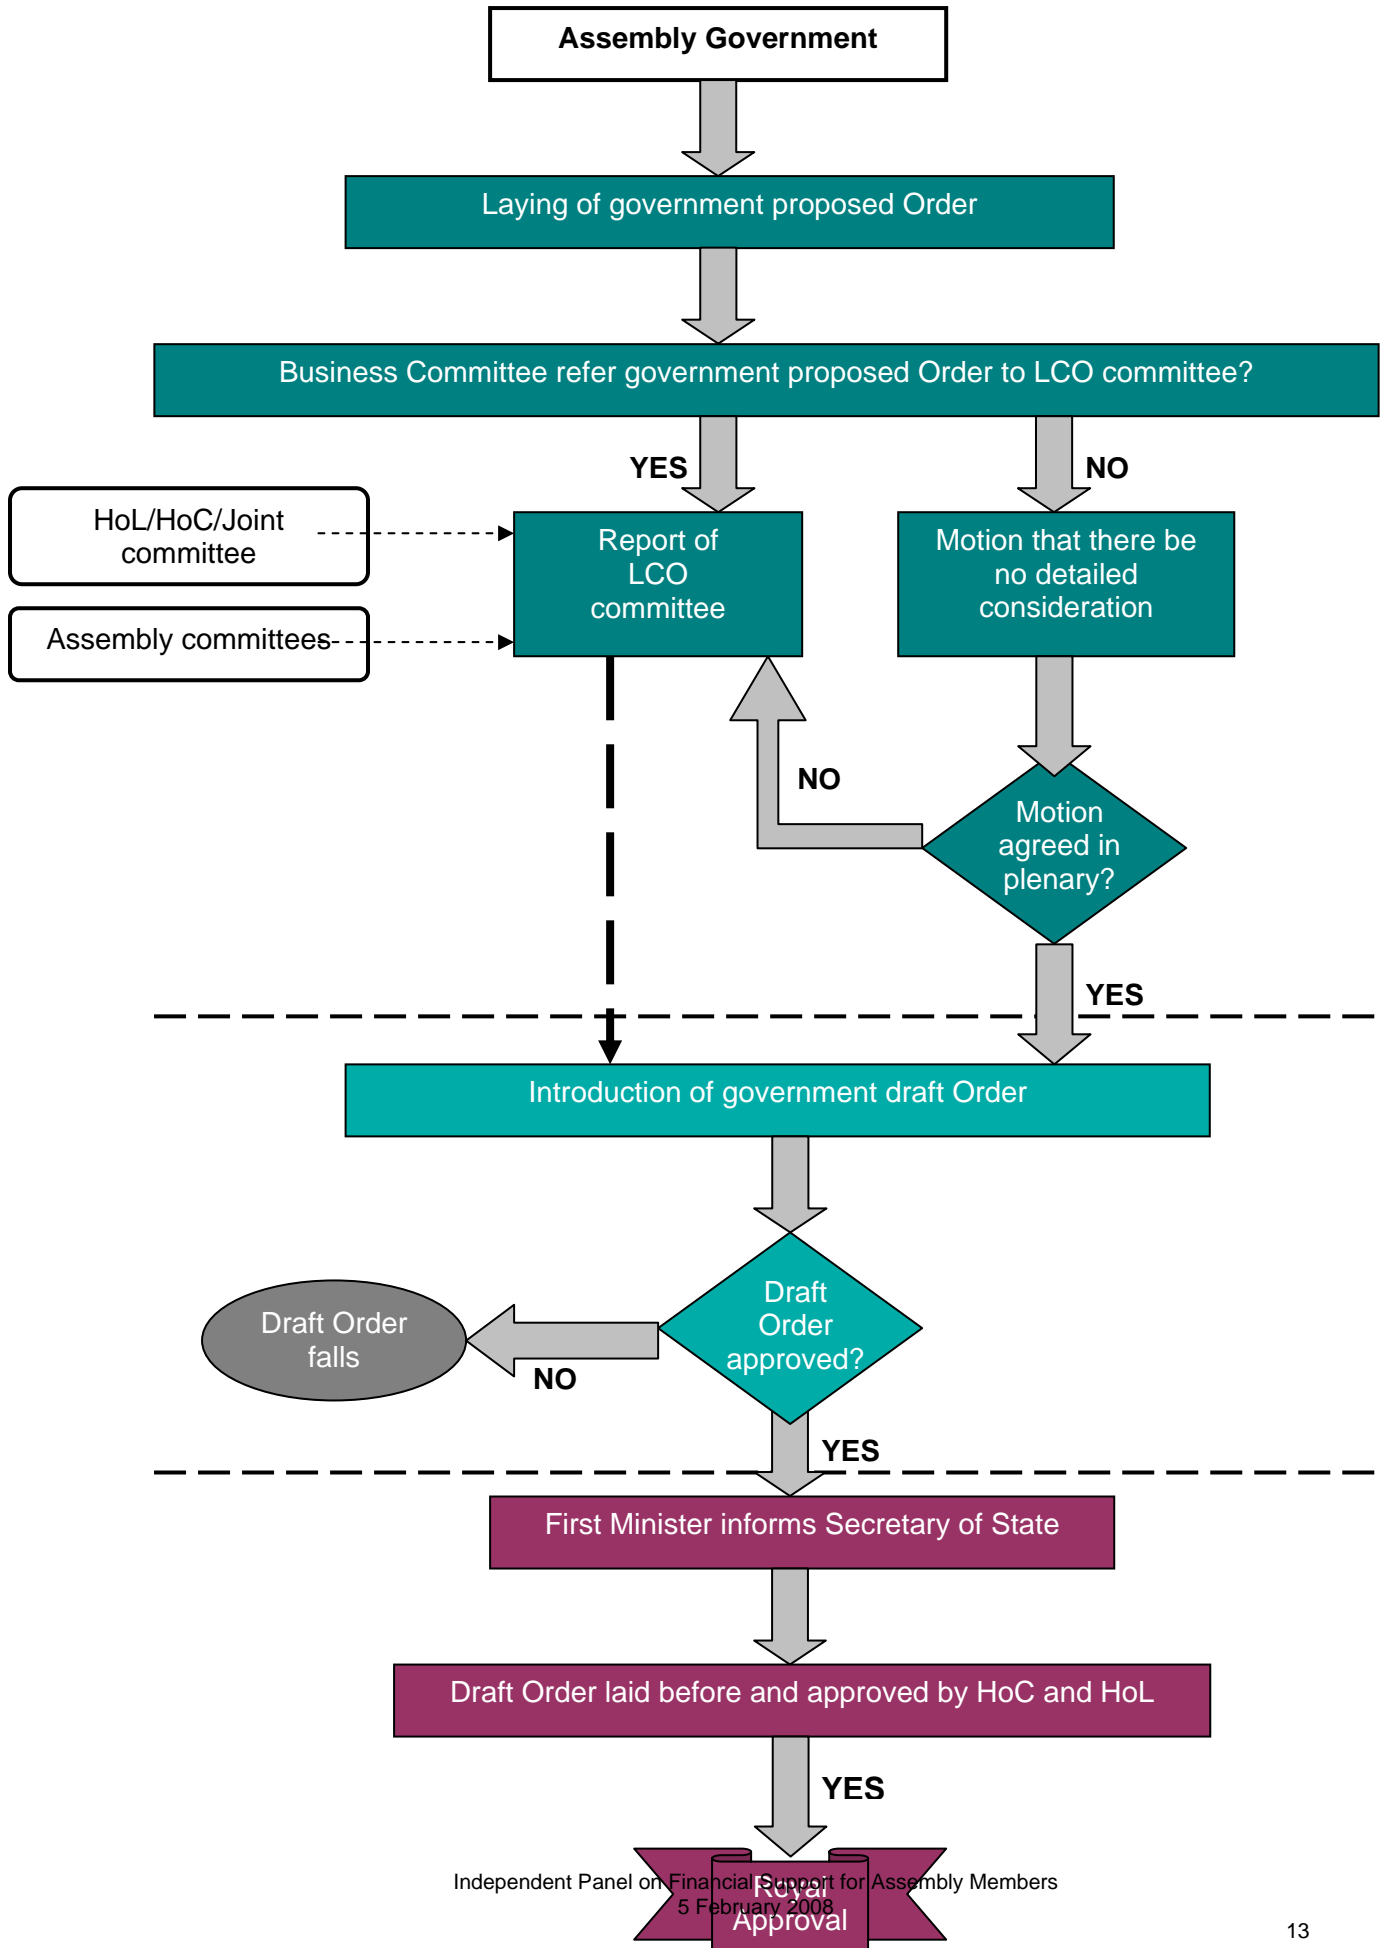 Assembly Government
Laying of government proposed Order
Business Committee refer government proposed Order to LCO committee?
YES
NO
HoL/HoC/Joint
committee
Assembly committees
Report of
LCO
committee
Motion that there be
no detailed
consideration
NO
Motion
agreed in
plenary?
YES
Introduction of government draft Order
Draft
Order
approved?
Draft Order
falls
NO
YES
First Minister informs Secretary of State
Draft Order laid before and approved by HoC and HoL
YES
Royal
Approval
Independent Panel on Financial Support for Assembly Members
5 February 2008
13